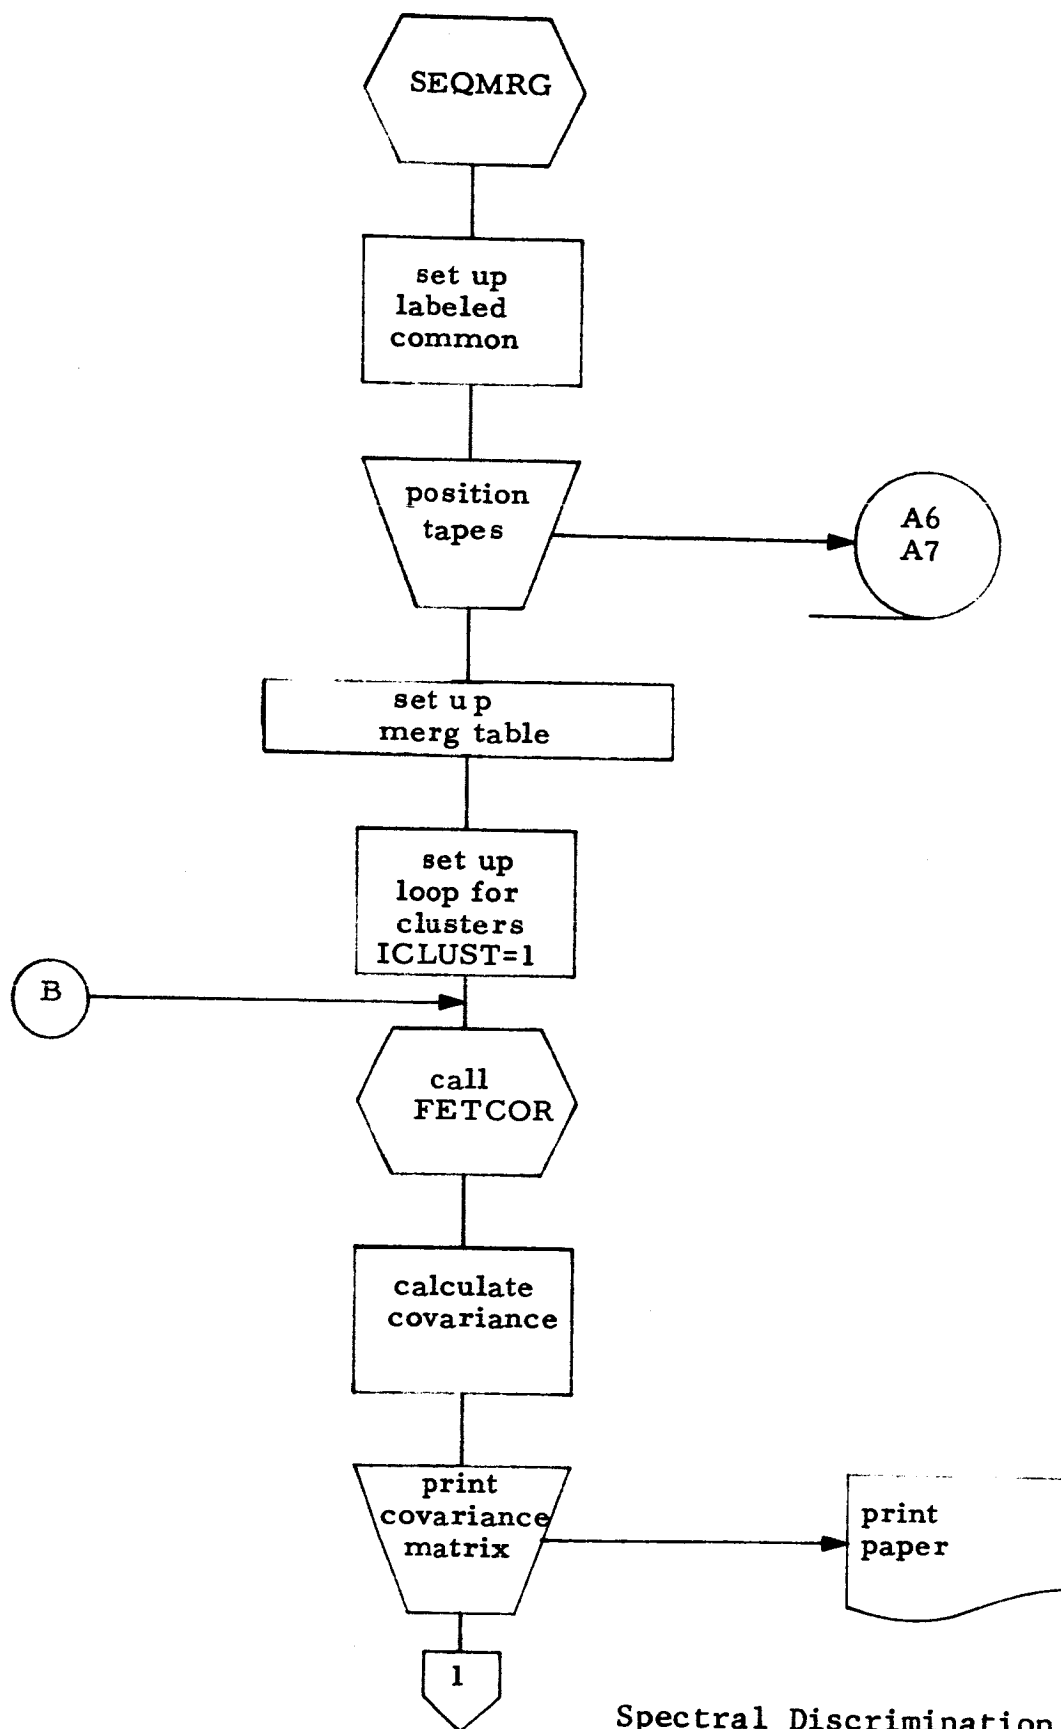 SEQMRG
set up
labeled
common
position
tapes
A6
A7
set up
merg table
set up
loop for
clusters
ICLUST=1
B
call
FETCOR
calculate
covariance
print
covariance
matrix
print
paper
1
Spectral Discrimination